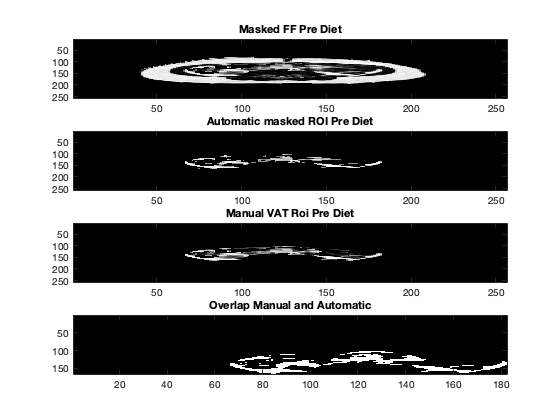 Masked FF Pre Diet
50
100
150
200
250
50 100 150 200 250
Automatic masked ROI Pre Diet
50
100
150
200
250
50 100 150 200 250
Manual VAT Roi Pre Diet
50
100
150
200
250
50 100 150 200 250
Overlap Manual and Automatic
50
100
150
20 40 60 80 100 120 140 160 180